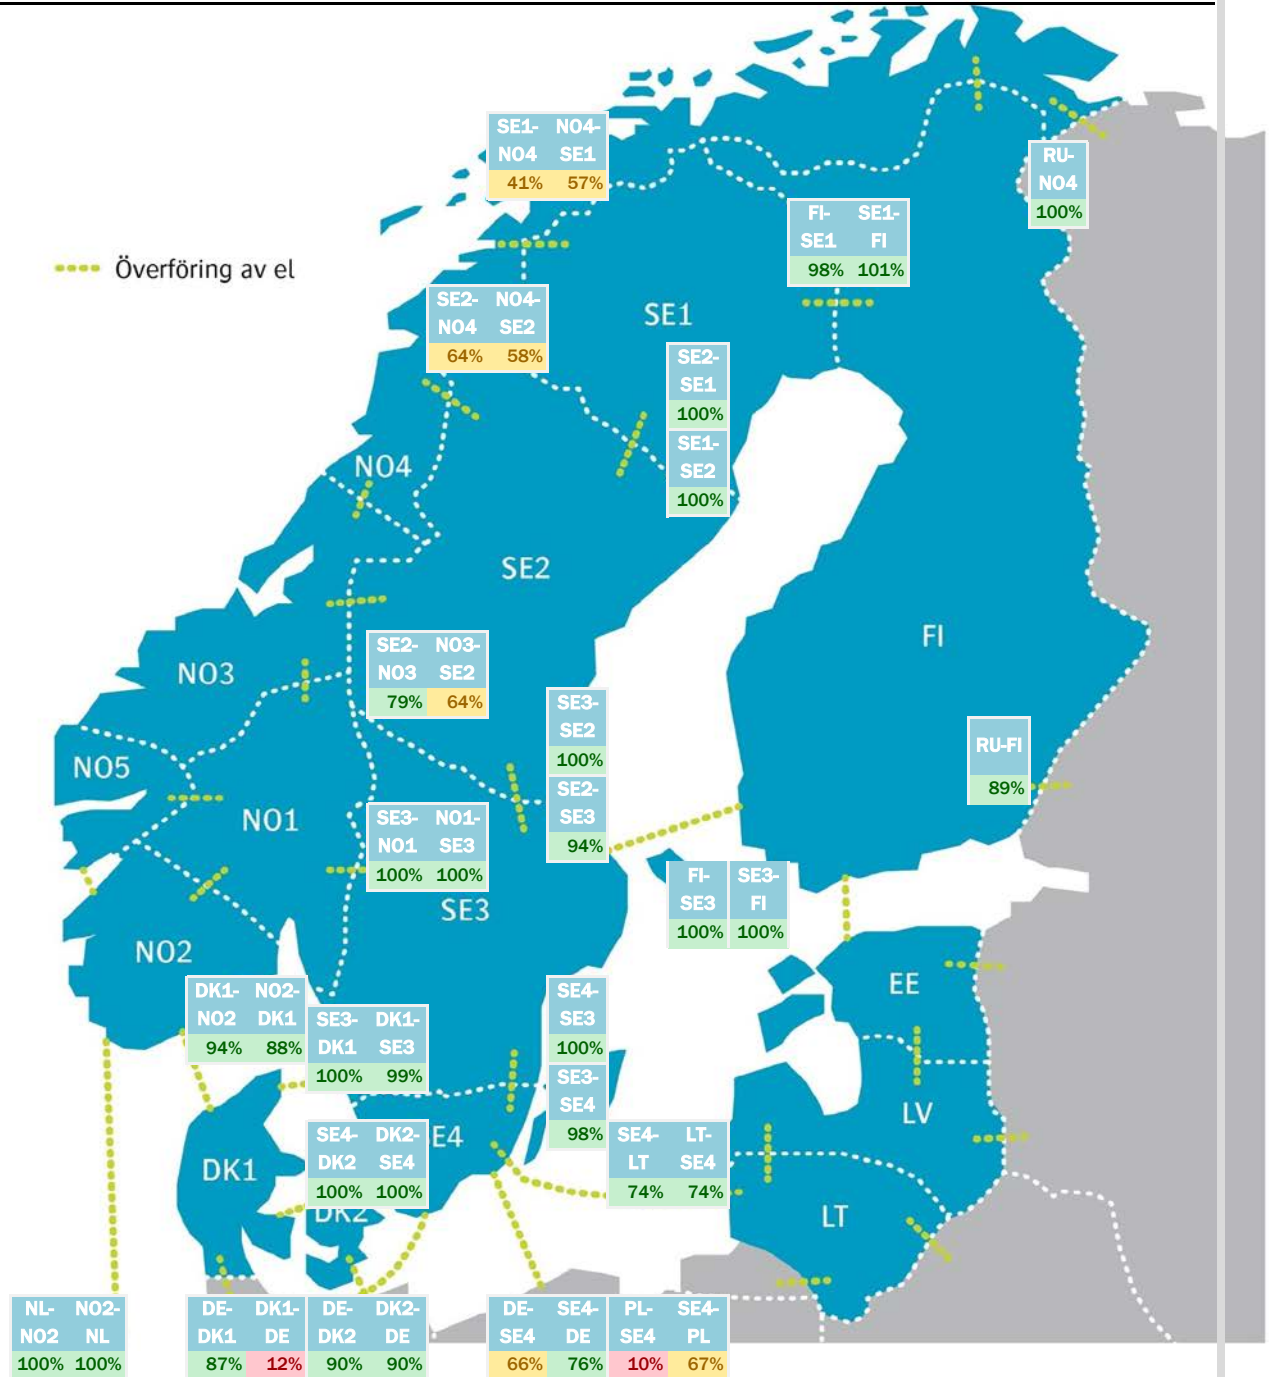 SE1- NO4-
NO4 SE1
41% 57%
RU-
NO4
100%
FI- SE1-
SE1 FI
98% 101%
Överföring av el
SE2- NO4-
NO4 SE2
64% 58%
SE1
SE2-
SE1
100%
SE1-
SE2
100%
NO4
SE2
FI
NO3
SE2- NO3-
NO3 SE2
79% 64%
SE3-
SE2
100%
SE2-
SE3
94%
RU-FI
89%
NO5
NO1
SE3- NO1-
NO1 SE3
100% 100%
SE3
FI- SE3-
SE3 FI
100% 100%
NO2
EE
DK1- NO2-
NO2 DK1
94% 88%
SE3- DK1-
DK1 SE3
100% 99%
SE4-
SE3
100%
SE3-
SE4
98%
LV
SE4- DK2-
DK2 SE4
100% 100%
E4
SE4- LT-
LT SE4
74% 74%
DK1
DK2
LT
NL- NO2-
NO2 NL
100% 100%
DE- DK1-
DK1 DE
87% 12%
DE- DK2-
DK2 DE
90% 90%
DE- SE4-
SE4 DE
66% 76%
PL- SE4-
SE4 PL
10% 67%